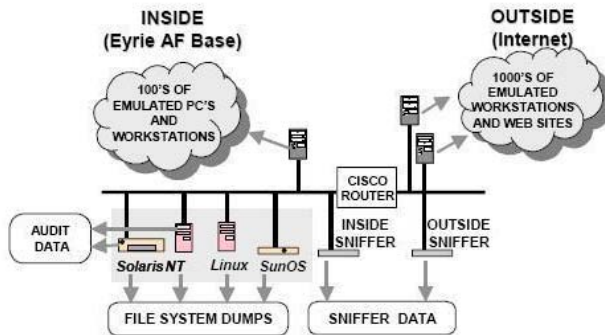 INSIDE
(Eyrie AF Base)
OUTSIDE
(Internet)
100'S OF
EMULATED PC'S
AND
WORKSTATIONS
1000'S OF
EMULATED
WORKSTATIONS
AND WEB SITES
CISCO
ROUTER
AUDIT
DATA
Solaris NT
Linux
SunOS
INSIDE
SNIFFER
OUTSIDE
SNIFFER
FILE SYSTEM DUMPS
SNIFFER DATA